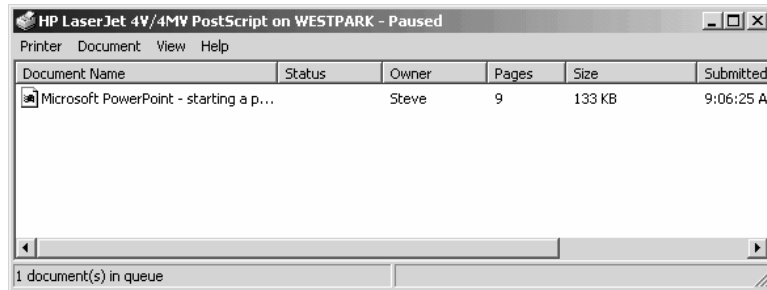 HP LaserJet 4V/4MV PostScript on WESTPARK - Paused
Printer Document View Help
Document Name Status Owner Pages Size Submitted
Microsoft PowerPoint - starting a p... Steve 9 133 KB 9:06:25 A
1 document(s) in queue